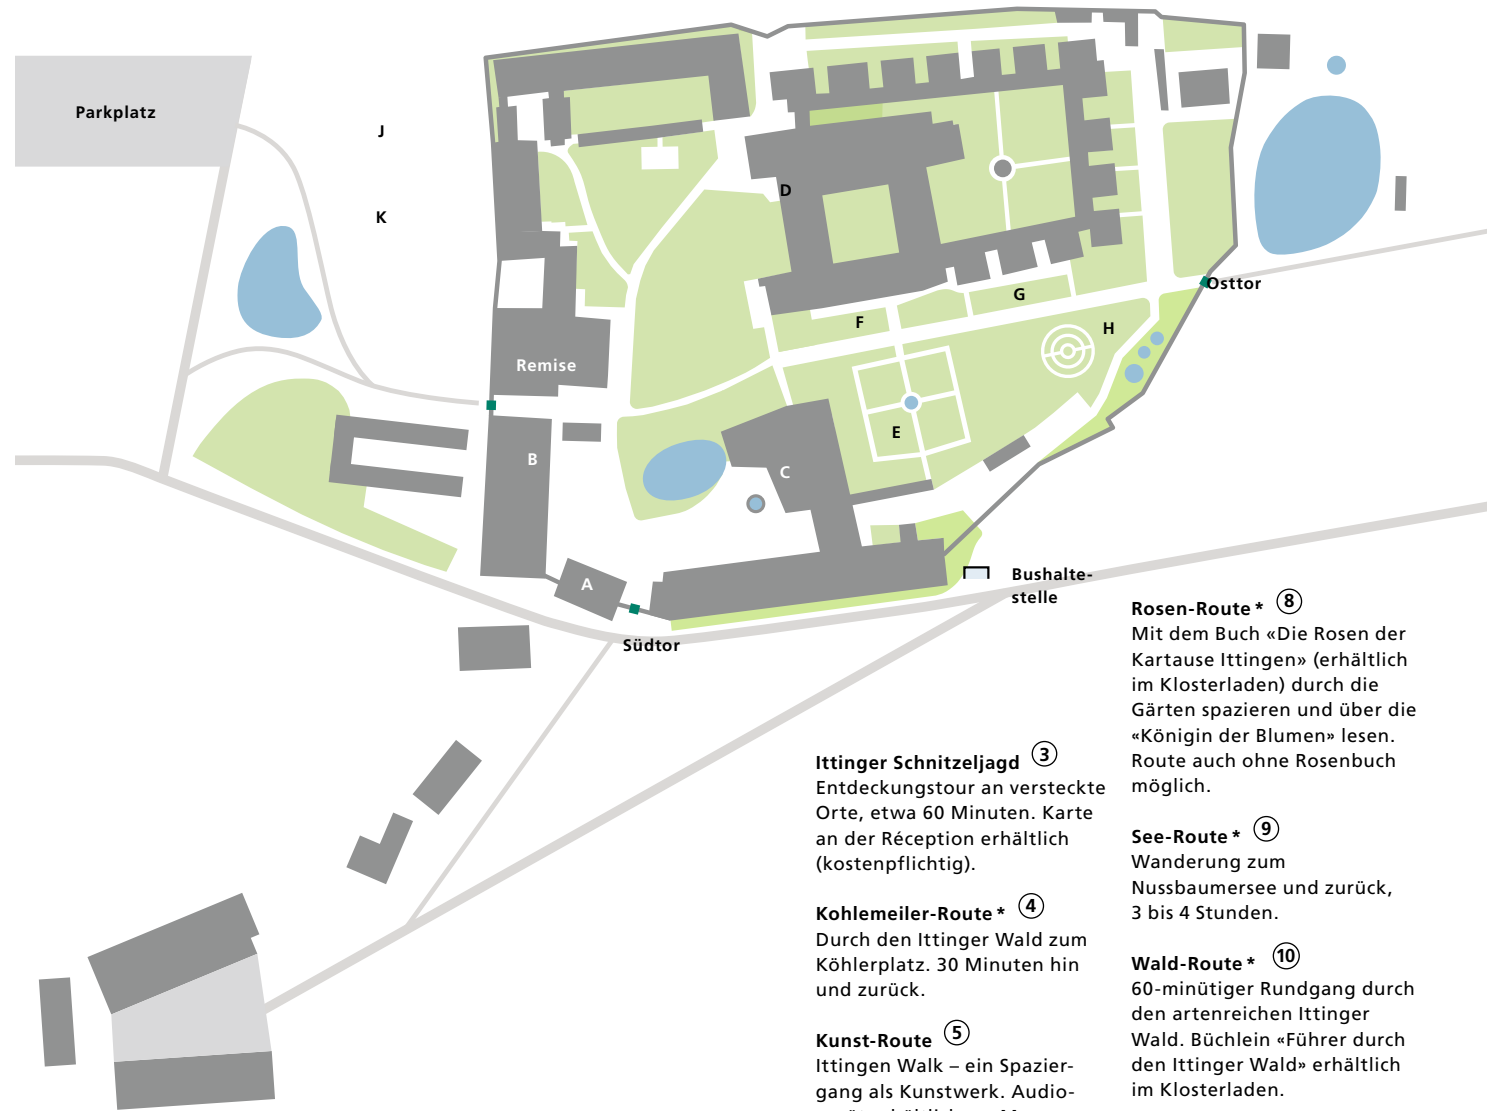 Parkplatz
J
K
D
Osttor
G
F
H
Remise
E
B
C
A
Bushalte-
stelle
Südtor
Ittinger Schnitzeljagd 3
Entdeckungstour an versteckte
Orte, etwa 60 Minuten. Karte
an der Réception erhältlich
(kostenpflichtig).
Kohlemeiler-Route * 4
Durch den Ittinger Wald zum
Köhlerplatz. 30 Minuten hin
und zurück.
Kunst-Route 5
Ittingen Walk – ein Spazier-
gang als Kunstwerk. Audio-
Rosen-Route * 8
Mit dem Buch «Die Rosen der
Kartause Ittingen» (erhältlich
im Klosterladen) durch die
Gärten spazieren und über die
«Königin der Blumen» lesen.
Route auch ohne Rosenbuch
möglich.
See-Route * 9
Wanderung zum
Nussbaumersee und zurück,
3 bis 4 Stunden.
Wald-Route * 10
60-minütiger Rundgang durch
den artenreichen Ittinger
Wald. Büchlein «Führer durch
den Ittinger Wald» erhältlich
im Klosterladen.